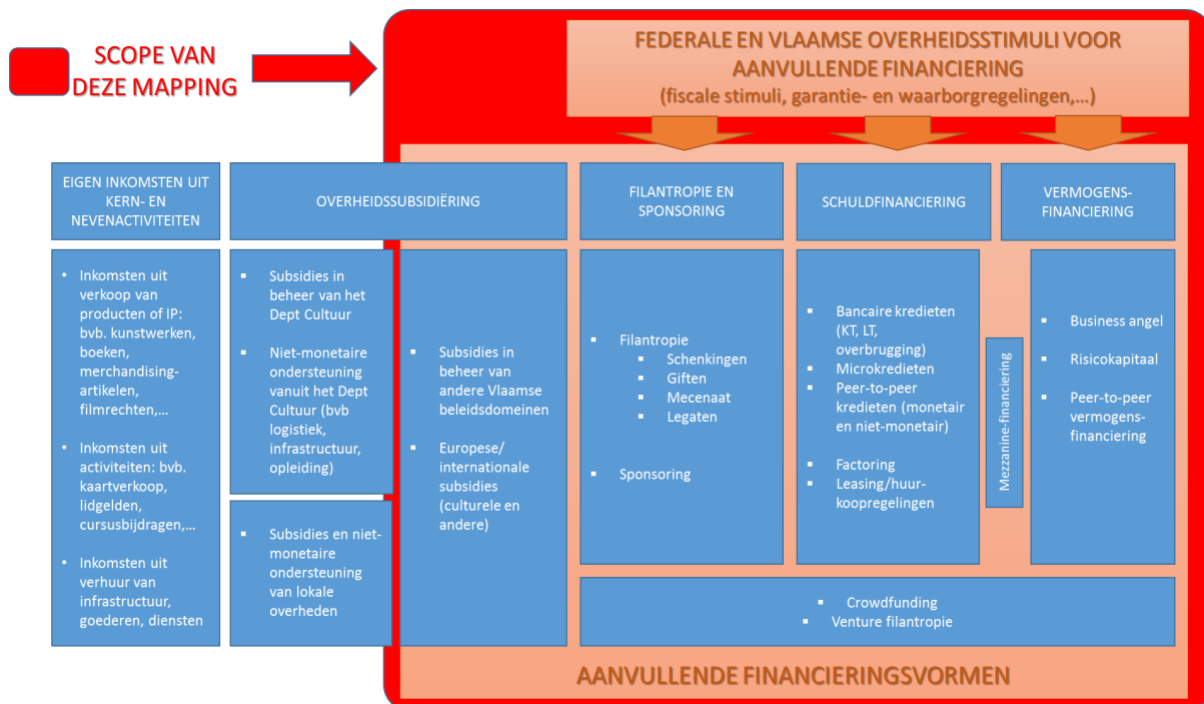 SCOPE VAN
DEZE MAPPING
FEDERALE EN VLAAMSE OVERHEIDSSTIMULI VOOR
AANVULLENDE FINANCIERING
(fiscale stimuli, garantie- en waarborgregelingen,...)
EIGEN INKOMSTEN UIT
KERN- EN
NEVENACTIVITEITEN
OVERHEIDSSUBSIDIËRING
FILANTROPIE EN
SPONSORING
SCHULDFINANCIERING
VERMOGENS-
FINANCIERING
• Inkomsten uit
verkoop van
producten of IP:
bvb. kunstwerken,
boeken,
merchandising-
artikelen,
filmrechten,...
• Inkomsten uit
activiteiten: bvb.
kaartverkoop,
lidgelden,
cursusbijdragen,...
• Inkomsten uit
verhuur van
infrastructuur,
goederen, diensten
▪ Subsidies in
beheer van het
Dept Cultuur
▪ Niet-monetaire
ondersteuning
vanuit het Dept
Cultuur (bvb
logistiek,
infrastructuur,
opleiding)
▪ Subsidies en niet-
monetaire
ondersteuning
van lokale
overheden
▪ Subsidies in
beheer van
andere Vlaamse
beleidsdomeinen
▪ Europese/
internationale
subsidies
(culturele en
andere)
▪ Filantropie
▪ Schenkingen
▪ Giften
▪ Mecenaat
▪ Legaten
▪ Sponsoring
▪ Bancaire kredieten
(KT, LT,
overbrugging)
▪ Microkredieten
▪ Peer-to-peer
kredieten (monetair
en niet-monetair)
▪ Factoring
▪ Leasing/huur-
koopregelingen
Mezzanine-financiering
▪ Business angel
▪ Risicokapitaal
▪ Peer-to-peer
vermogens-
financiering
▪ Crowdfunding
▪ Venture filantropie
AANVULLENDE FINANCIERINGSVORMEN